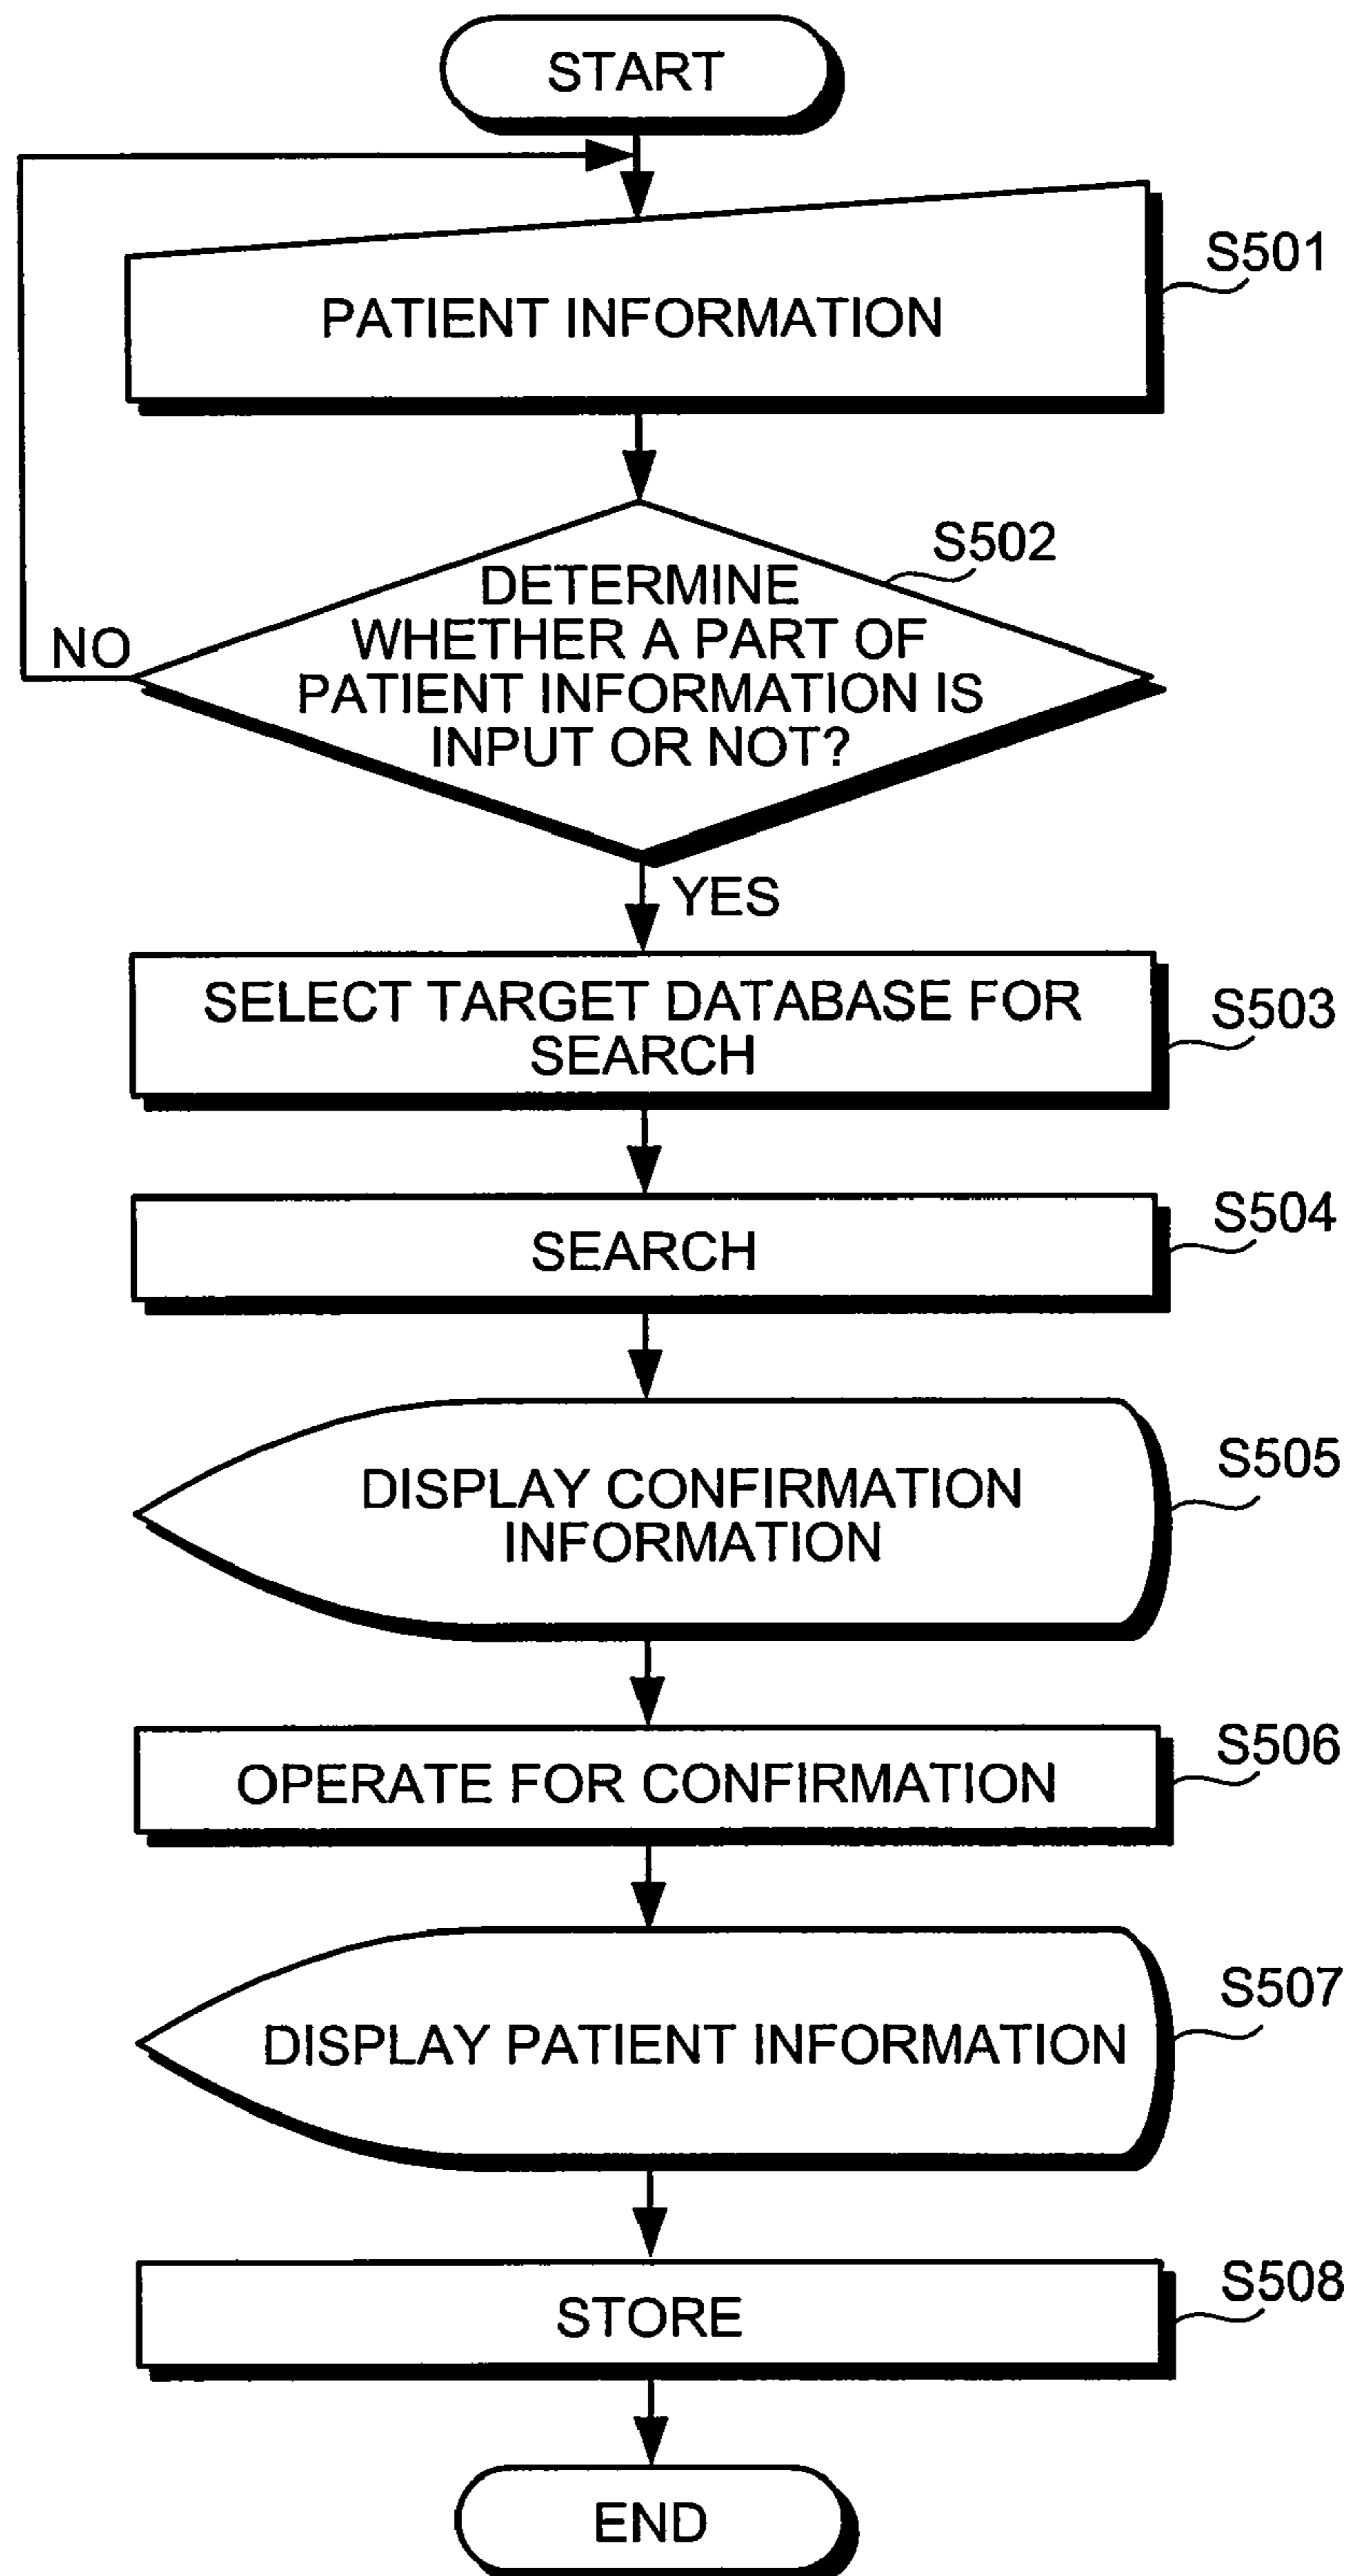 START
S501
PATIENT INFORMATION
S502
DETERMINE
WHETHER A PART OF
PATIENT INFORMATION IS
INPUT OR NOT?
NO
YES
SELECT TARGET DATABASE FOR
SEARCH
S503
SEARCH
S504
DISPLAY CONFIRMATION
INFORMATION
S505
OPERATE FOR CONFIRMATION
S506
DISPLAY PATIENT INFORMATION
S507
STORE
S508
END